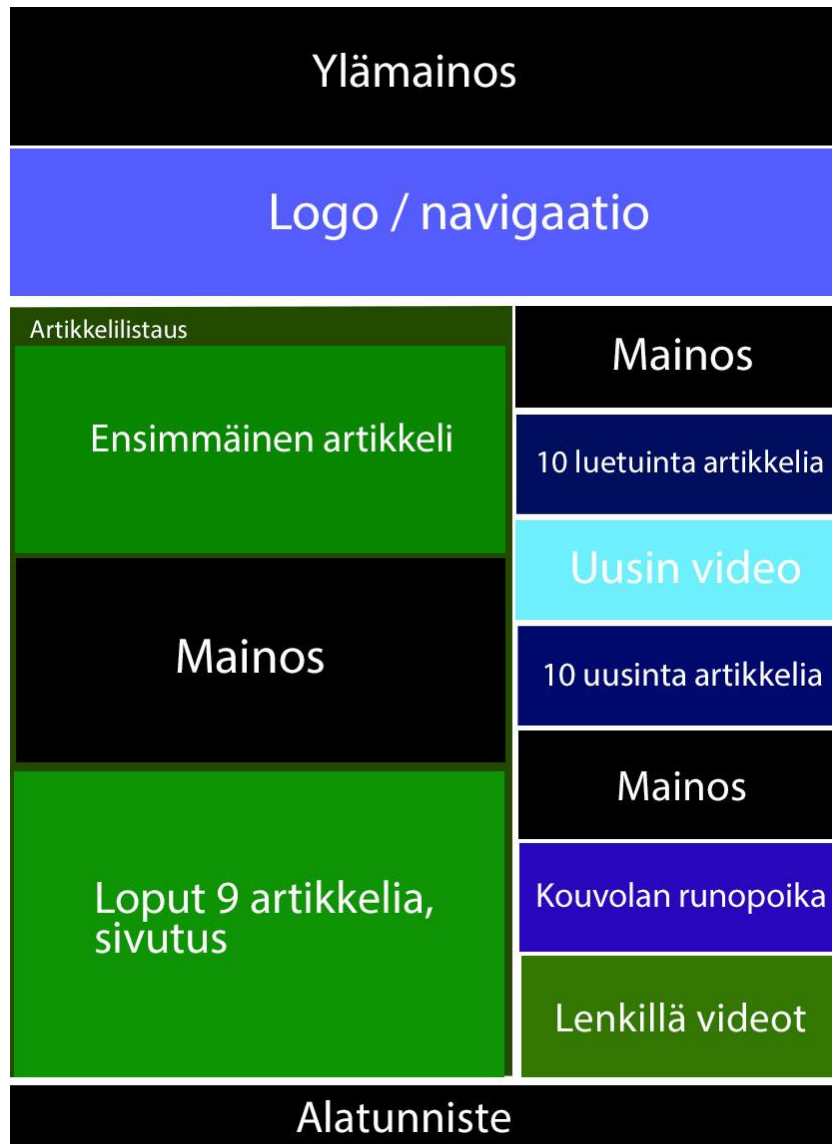 Ylämainos
Logo / navigaatio
Artikkelilistaus
Ensimmäinen artikkeli
Mainos
Loput 9 artikkelia,
sivutus
Mainos
10 luetuinta artikkelia
Uusin video
10 uusinta artikkelia
Mainos
Kouvolan runopoika
Lenkillä videot
Alatunniste